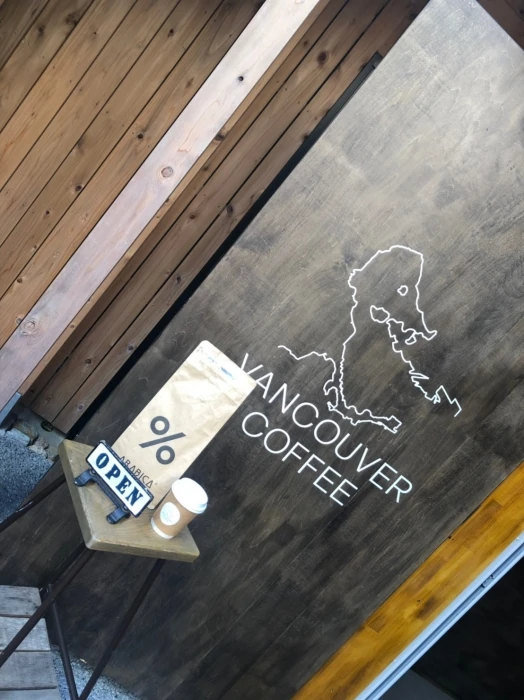 VANCOUVER
COFFEE
%
ARABICA
OPEN